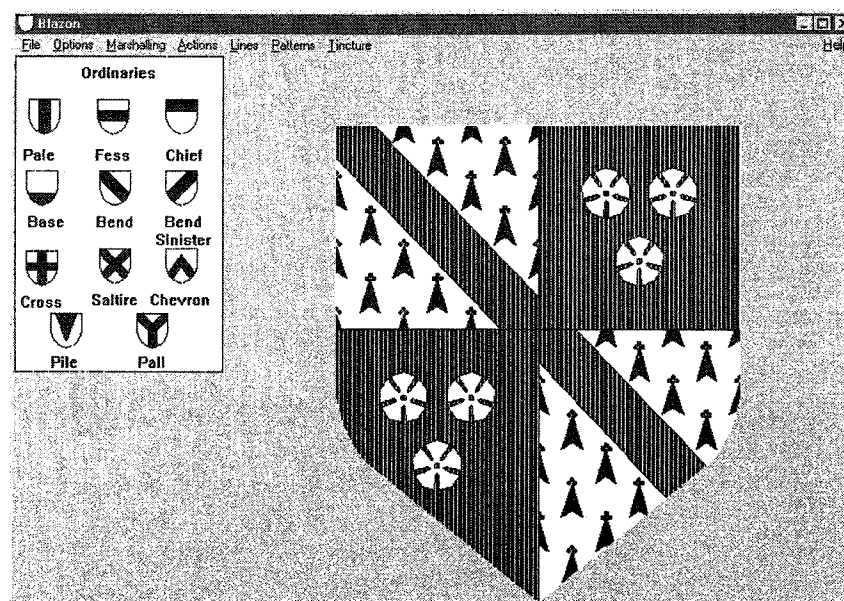 Blazon
File Options Marshalling Actions Lines Patterns Tincture Help
Ordinaries
Pale Fess Chief
Base Bend Bend Sinister
Cross Saltire Chevron
Pile Pall